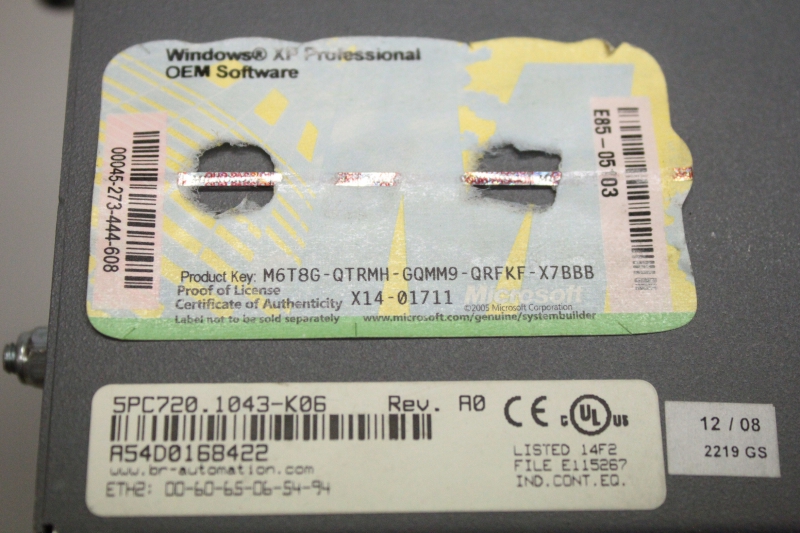 Windows® XP Professional
OEM Software
00045-273-444-608
E85-05103
Product Key: M6T8G-QTRMH-GQMM9-QRFKF-X7BBB
Proof of License
Certificate of Authenticity X14-01711
Microsoft
©2005 Microsoft Corporation
Label not to be sold separately www.microsoft.com/genuine/systembuilder
5PC720.1043-K06 Rev. A0
CE c UL us
A54D0168422
www.br-automation.com
ETH2: 00-60-65-06-54-94
LISTED 14F2
FILE E115267
IND.CONT.EQ.
12 / 08
2219 GS